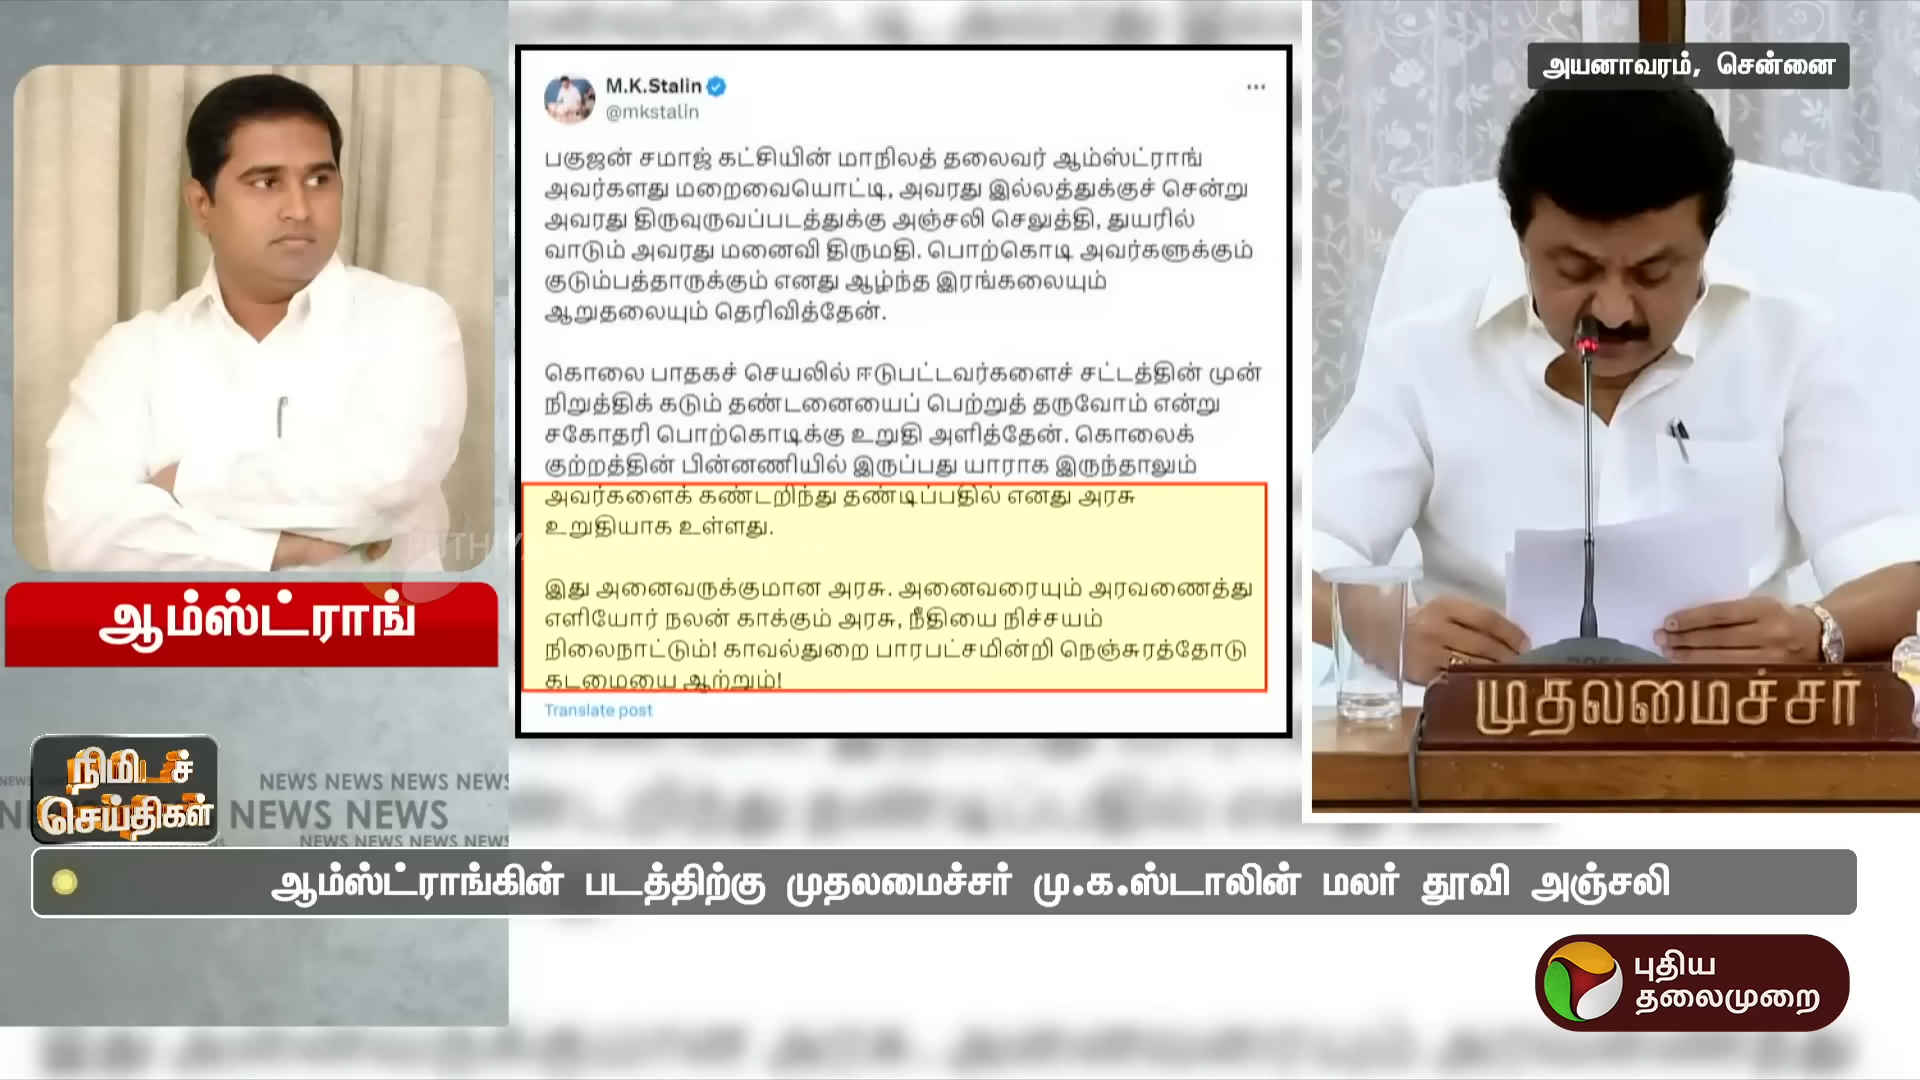 அயனாவரம், சென்னை
M.K.Stalin
@mkstalin
பகுஜன் சமாஜ் கட்சியின் மாநிலத் தலைவர் ஆம்ஸ்ட்ராங்
அவர்களது மறைவையொட்டி, அவரது இல்லத்துக்குச் சென்று
அவரது திருவுருவப்படத்துக்கு அஞ்சலி செலுத்தி, துயரில்
வாடும் அவரது மனைவி திருமதி. பொற்கொடி அவர்களுக்கும்
குடும்பத்தாருக்கும் எனது ஆழ்ந்த இரங்கலையும்
ஆறுதலையும் தெரிவித்தேன்.
கொலை பாதகச் செயலில் ஈடுபட்டவர்களைச் சட்டத்தின் முன்
நிறுத்திக் கடும் தண்டனையைப் பெற்றுத் தருவோம் என்று
சகோதரி பொற்கொடிக்கு உறுதி அளித்தேன். கொலைக்
குற்றத்தின் பின்னணியில் இருப்பது யாராக இருந்தாலும்
அவர்களைக் கண்டறிந்து தண்டிப்பதில் எனது அரசு
உறுதியாக உள்ளது.
இது அனைவருக்குமான அரசு. அனைவரையும் அரவணைத்து
எளியோர் நலன் காக்கும் அரசு, நீதியை நிச்சயம்
நிலைநாட்டும்! காவல்துறை பாரபட்சமின்றி நெஞ்சுரத்தோடு
கடமையை ஆற்றும்!
Translate post
ஆம்ஸ்ட்ராங்
முதலமைச்சர்
நிமிடச்
செய்திகள்
NEWS NEWS NEWS NEWS
NEWS NEWS
NEWS NEWS NEWS
ஆம்ஸ்ட்ராங்கின் படத்திற்கு முதலமைச்சர் மு.க.ஸ்டாலின் மலர் தூவி அஞ்சலி
புதிய
தலைமுறை